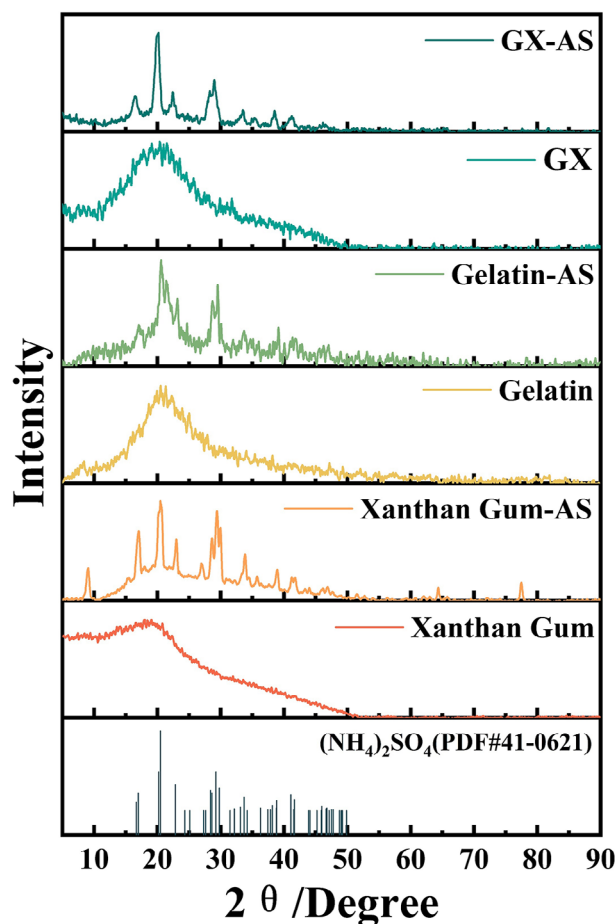 GX-AS
GX
Gelatin-AS
Gelatin
Xanthan Gum-AS
Xanthan Gum
(NH₄)₂SO₄(PDF#41-0621)
Intensity
10 20 30 40 50 60 70 80 90
2 θ /Degree